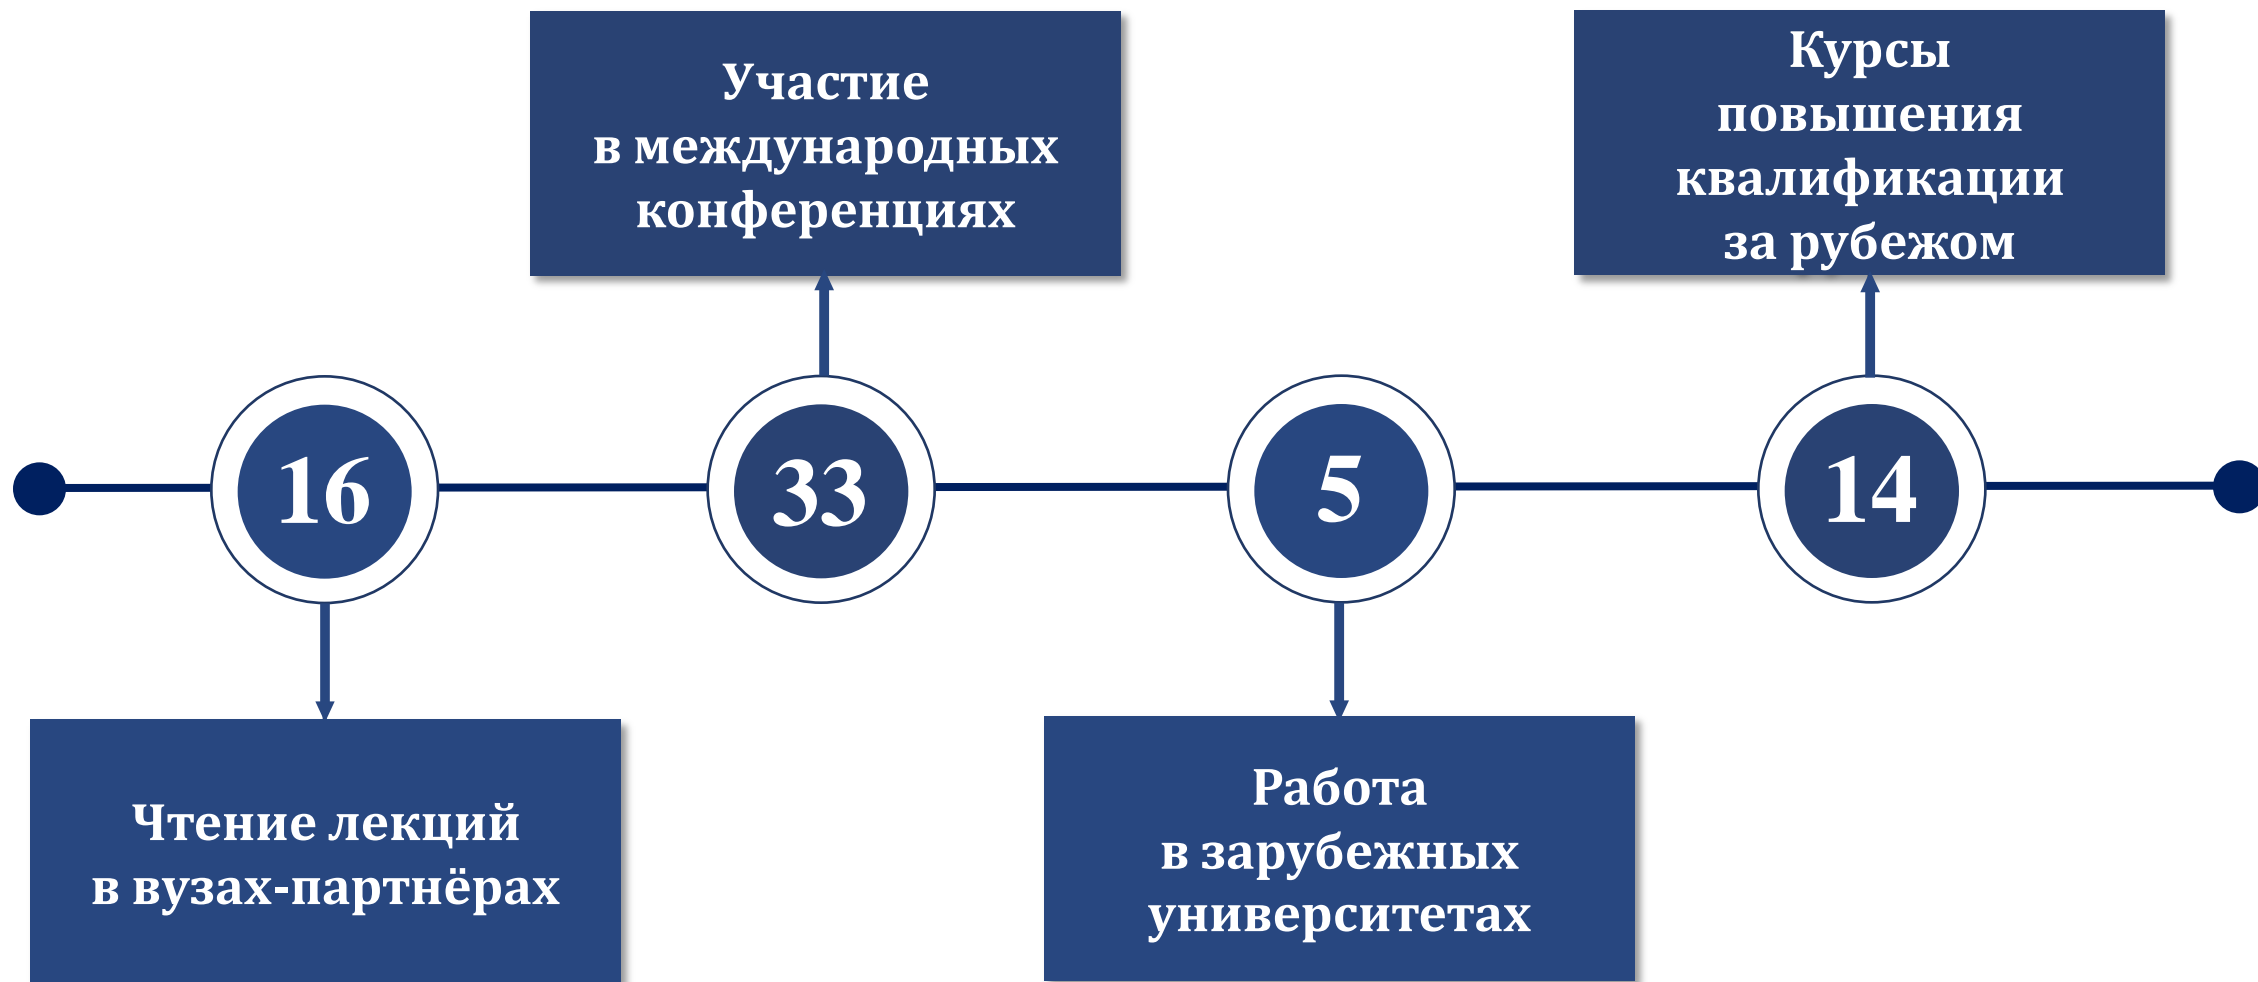 Участие
в международных
конференциях
Курсы
повышения
квалификации
за рубежом
16
33
5
14
Чтение лекций
в вузах-партнёрах
Работа
в зарубежных
университетах